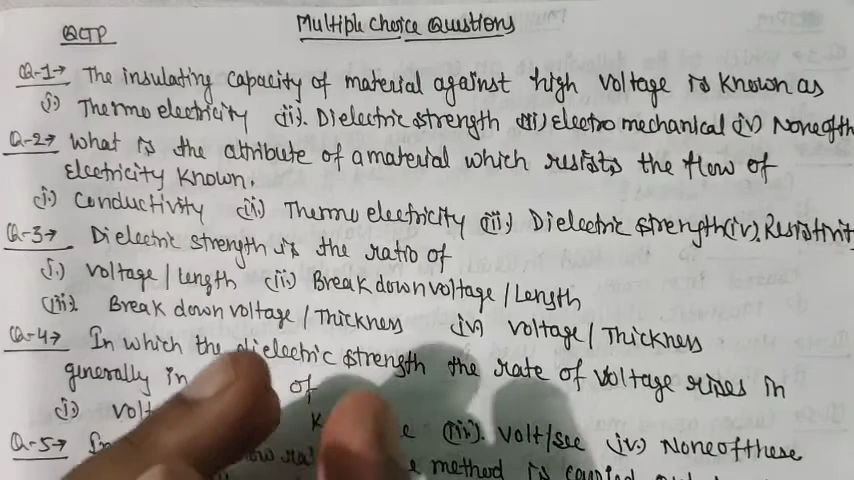 QCTP Multiple choice Questions
Q-1→ The insulating capacity of material against high voltage is known as
(i) Thermo electricity (ii). Dielectric strength (iii) Electro mechanical (iv) None of th
Q-2→ What is the attribute of a material which resists the flow of
Electricity known.
(i.) Conductivity (ii.) Thermo electricity (iii.) Dielectric strength (iv). Resistivit
Q-3→ Dielectric strength is the ratio of
(i.) Voltage / Length (ii.) Break down voltage / Length
(iii). Break down voltage / Thickness (iv) voltage / Thickness
Q-4→ In which the dielectric strength the rate of voltage rises in
generally in of
(i) volt (iii). Volt/sec (iv.) None of these
Q-5→ In
method is